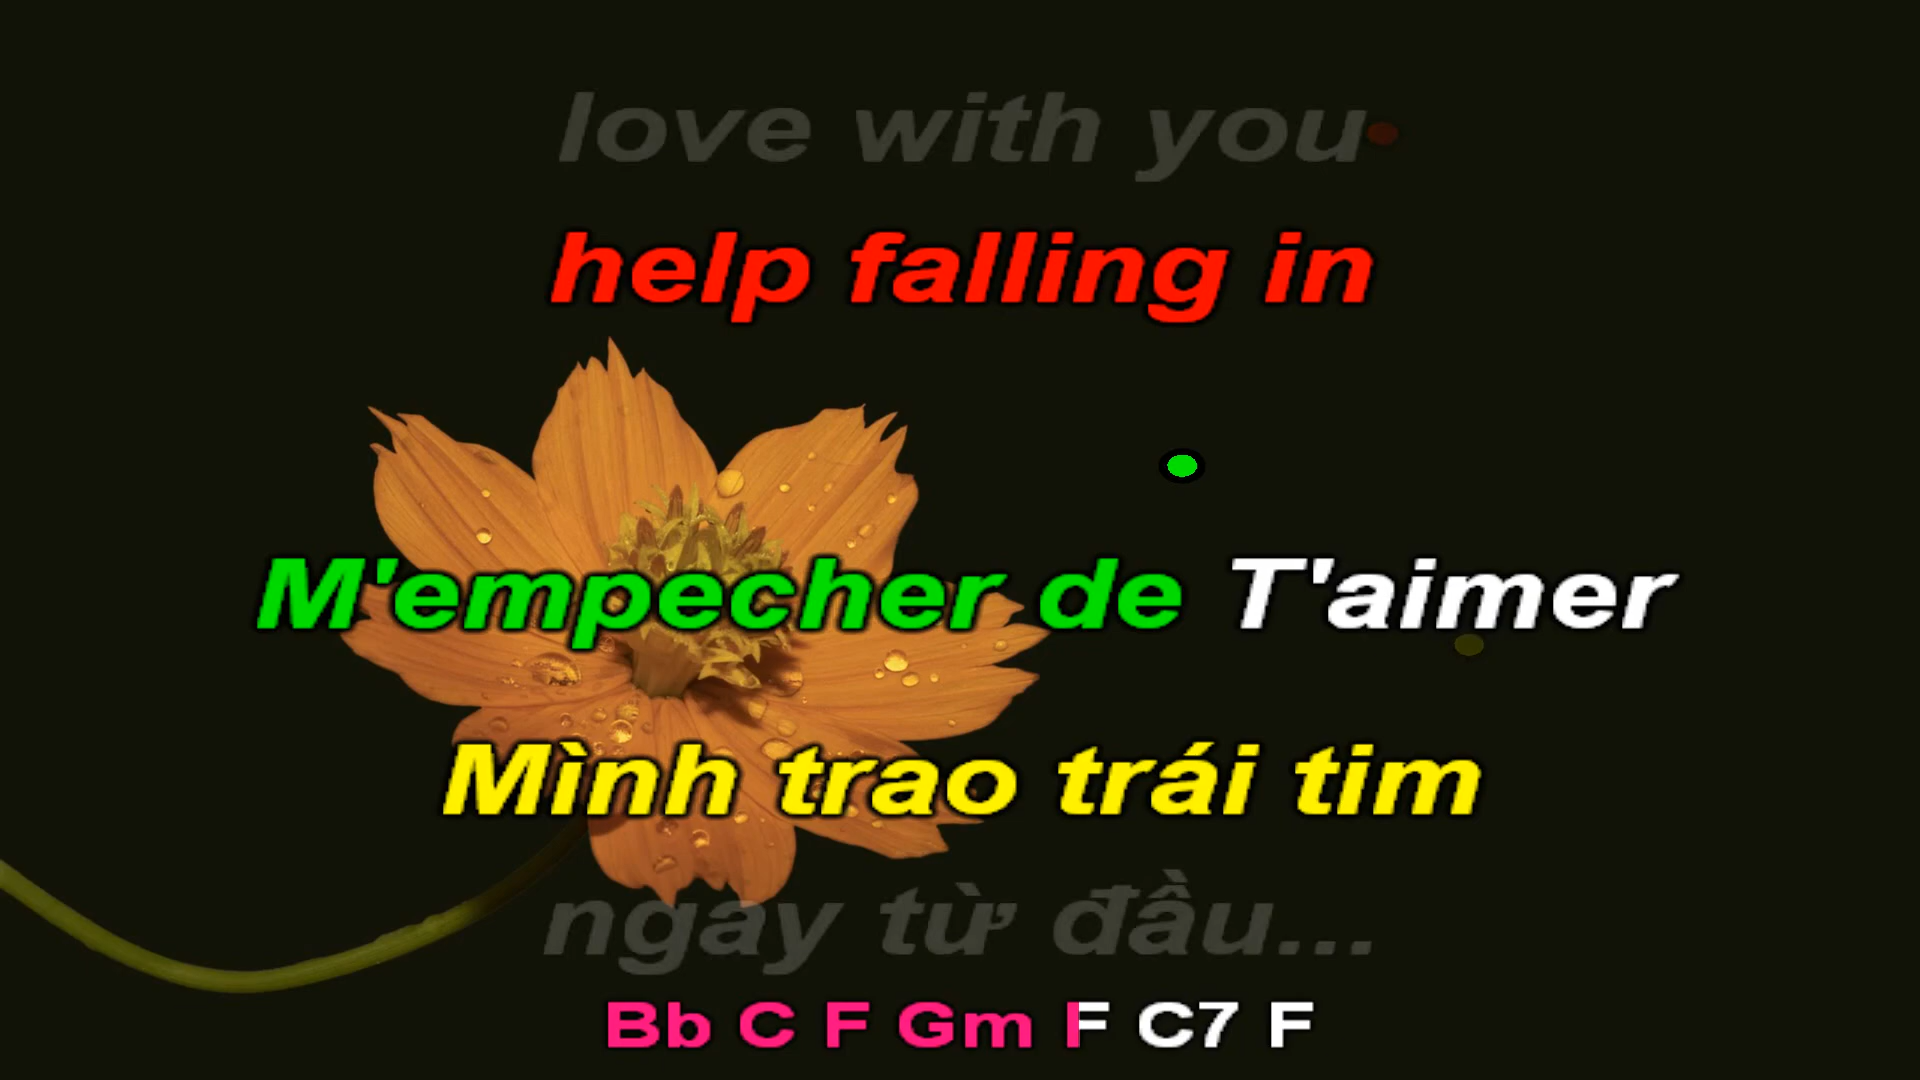 love with you
help falling in
M'empecher de T'aimer
Mình trao trái tim
ngay từ đầu...
Bb C F Gm F C7 F